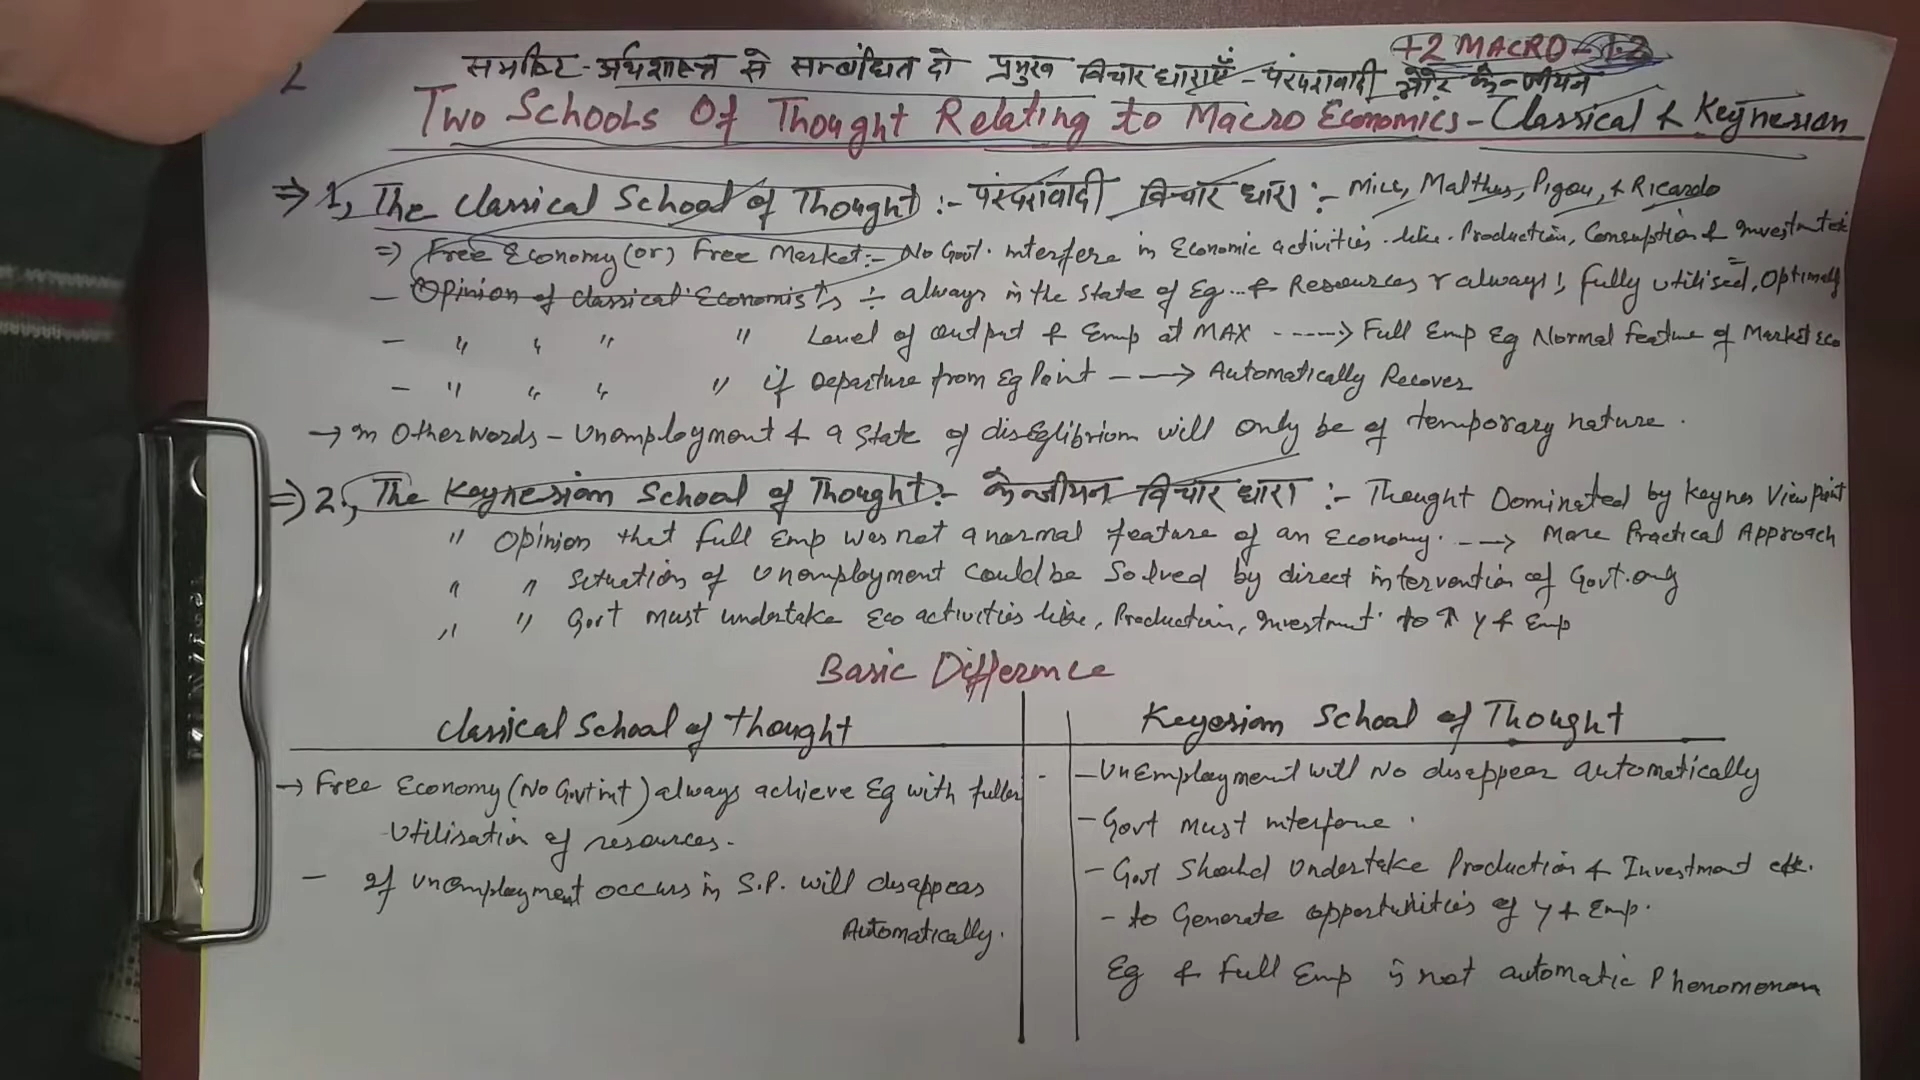 +2 MACRO-1.2
समष्टि-अर्थशास्त्र से सम्बंधित दो प्रमुख विचार धाराएँ - परंपरावादी और केन्जीयन
Two Schools Of Thought Relating to Macro Economics - Classical & Keynesian
⇒ 1, The Classical School of Thought :- परंपरावादी विचार धारा :- Mill, Malthus, Pigou, & Ricardo
⇒ Free Economy (or) Free Market :- No Govt. interfere in Economic activities like Production, Consuption & Investment
- Opinion of Classical Economists ÷ always in the State of Eq... & Resources r always fully utilised, Optimally
- " " " " Level of output & Emp at MAX -----> Full Emp Eq Normal feature of Market Eco
- " " " " if Departure from Eq Point ---> Automatically Recover
→ In Otherwords - Unemployment & a State of disEqlibrium will only be of temporary nature.
⇒ 2, The Keynesian School of Thought :- केन्जीयन विचार धारा :- Thought Dominated by Keynes View Point
" Opinion that full Emp was not a normal feature of an Economy. ---> More Practical Approach
" " Situation of Unemployment could be Solved by direct intervention of Govt. only
" " Govt must undertake Eco activities like, Production, Investment to ↑ Y & Emp
Basic Difference
Classical School of thought
→ Free Economy (No Govt int) always achieve Eq with fuller
Utilisation of resources.
- If unemployment occurs in S.P. will disappear
Automatically.
Keyesian School of Thought
- UnEmployment will No disappear automatically
- Govt must interfare.
- Govt Should Undertake Production & Investment etc.
- to Generate opportunities of Y & Emp.
Eq & full Emp is not automatic Phenomenon